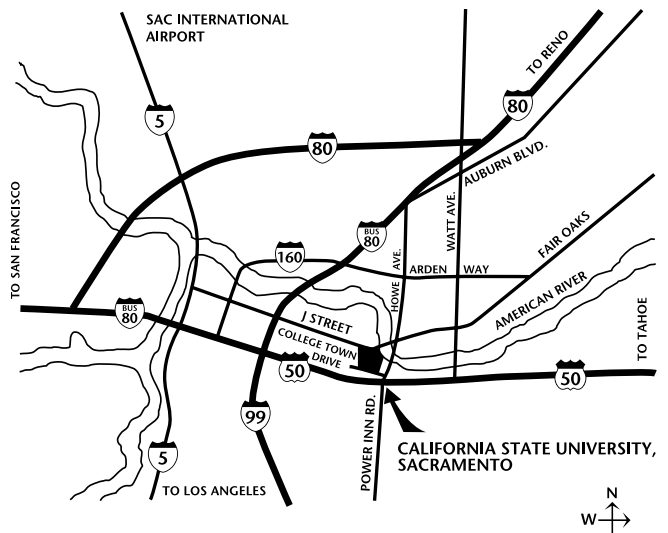 SAC INTERNATIONAL
AIRPORT
TO RENO
5
80
80
AUBURN BLVD.
TO SAN FRANCISCO
BUS
80
WATT AVE.
FAIR OAKS
160
HOWE AVE.
ARDEN WAY
AMERICAN RIVER
BUS
80
J STREET
COLLEGE TOWN
DRIVE
TO TAHOE
50
50
99
POWER INN RD.
5
TO LOS ANGELES
CALIFORNIA STATE UNIVERSITY,
SACRAMENTO
N
W